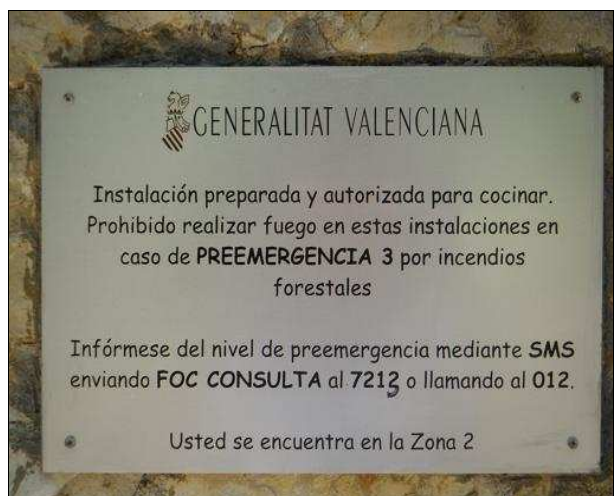 GENERALITAT VALENCIANA
Instalación preparada y autorizada para cocinar.
Prohibido realizar fuego en estas instalaciones en
caso de PREEMERGENCIA 3 por incendios
forestales
Infórmese del nivel de preemergencia mediante SMS
enviando FOC CONSULTA al 7213 o llamando al 012.
Usted se encuentra en la Zona 2